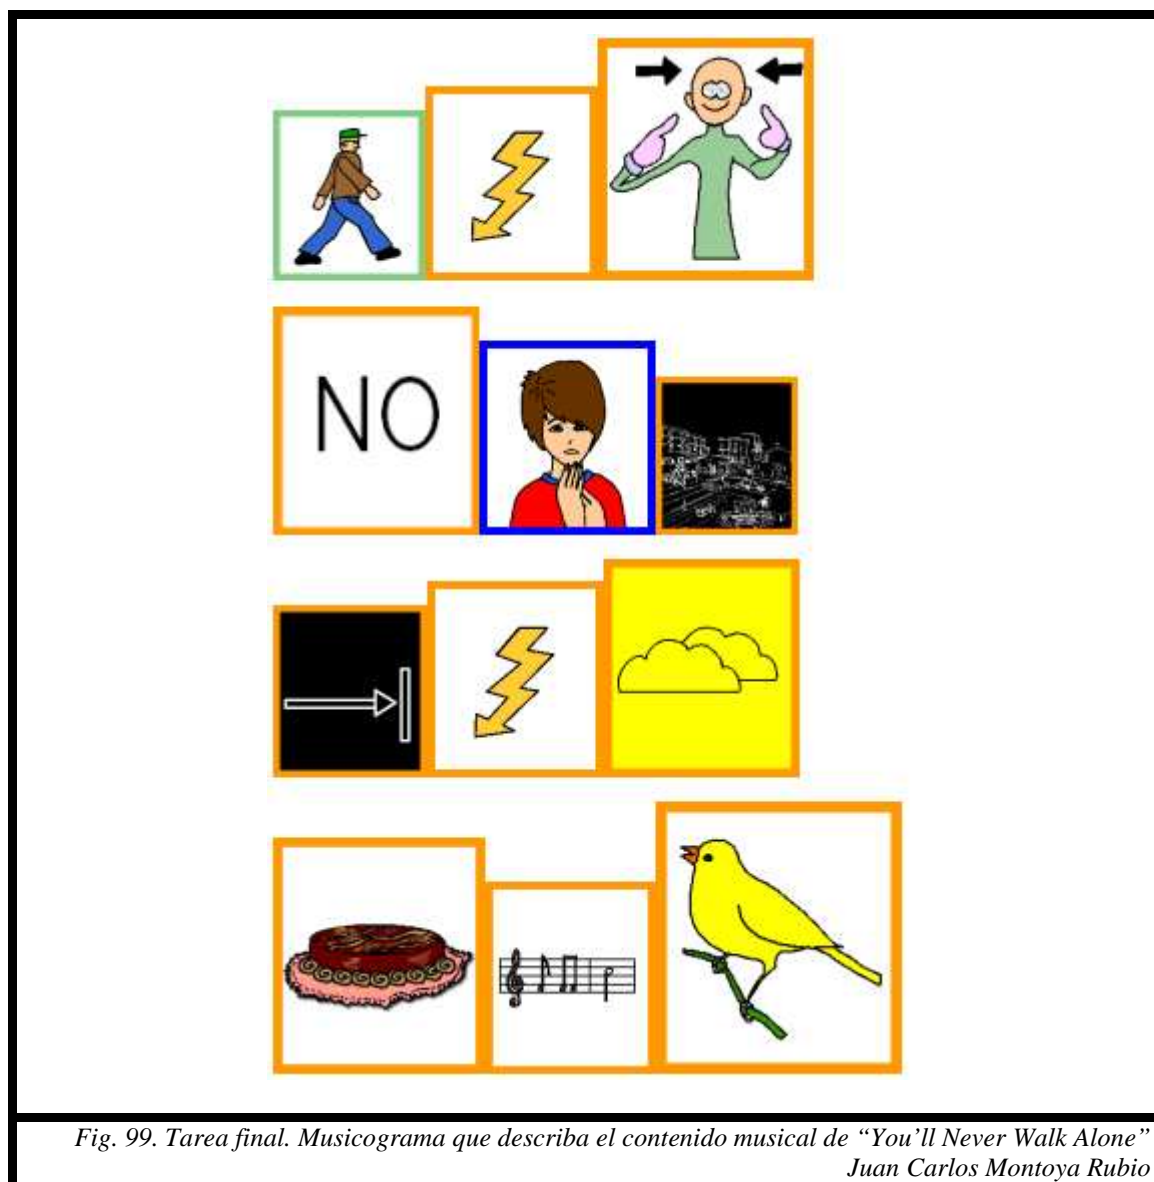 NO
Fig. 99. Tarea final. Musicograma que describa el contenido musical de “You’ll Never Walk Alone”
Juan Carlos Montoya Rubio